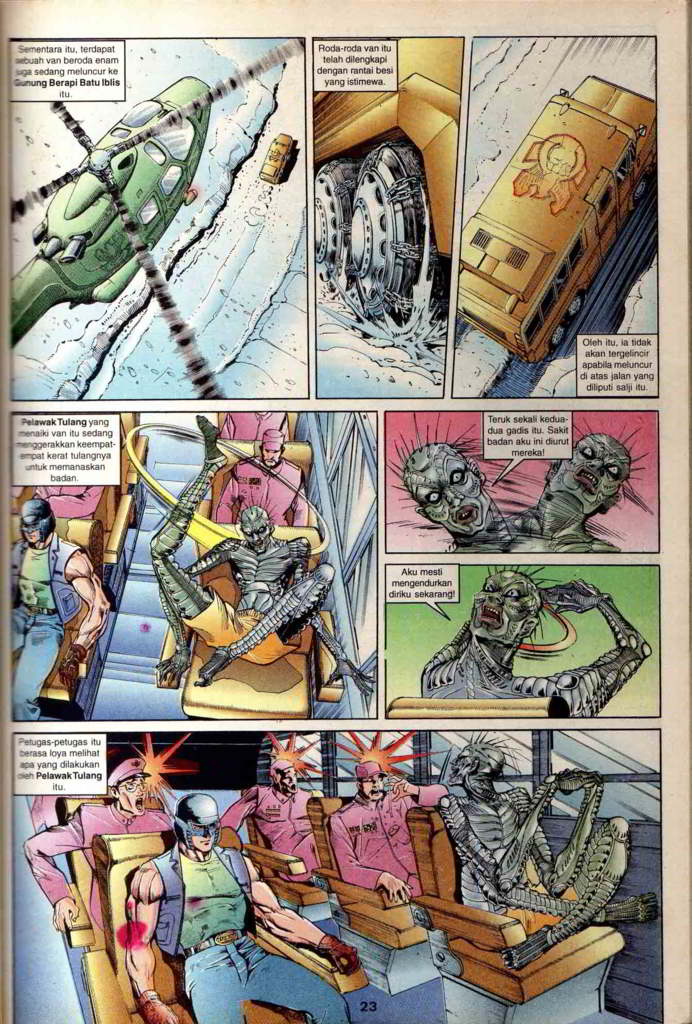 Sementara itu, terdapat
sebuah van beroda enam
juga sedang meluncur ke
Gunung Berapi Batu Iblis
itu.
Roda-roda van itu
telah dilengkapi
dengan rantai besi
yang istimewa.
Oleh itu, ia tidak
akan tergelincir
apabila meluncur
di atas jalan yang
diliputi salji itu.
Pelawak Tulang yang
menaiki van itu sedang
menggerakkan keempat-
empat kerat tulangnya
untuk memanaskan
badan.
Teruk sekali kedua-
dua gadis itu. Sakit
badan aku ini diurut
mereka!
Aku mesti
mengendurkan
diriku sekarang!
Petugas-petugas itu
berasa loya melihat
apa yang dilakukan
oleh Pelawak Tulang
itu.
23